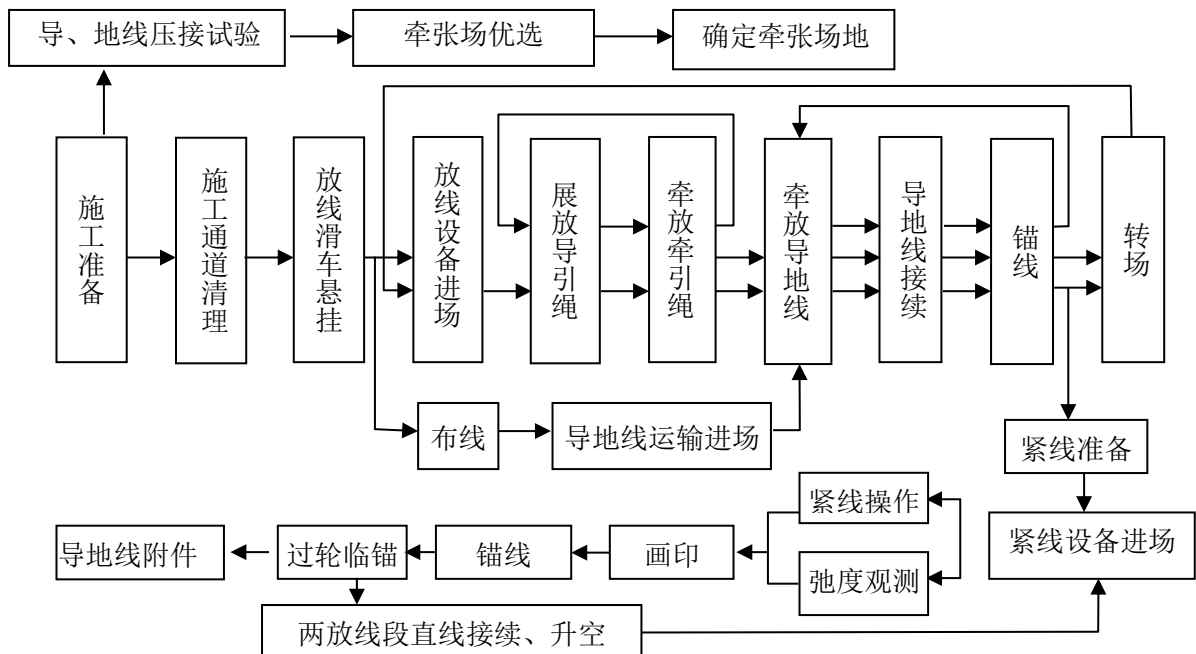 导、地线压接试验
牵张场优选
确定牵张场地
施工准备
施工通道清理
放线滑车悬挂
放线设备进场
展放导引绳
牵放牵引绳
牵放导地线
导地线接续
锚线
转场
布线
导地线运输进场
紧线准备
紧线操作
紧线设备进场
导地线附件
过轮临锚
锚线
画印
弛度观测
两放线段直线接续、升空